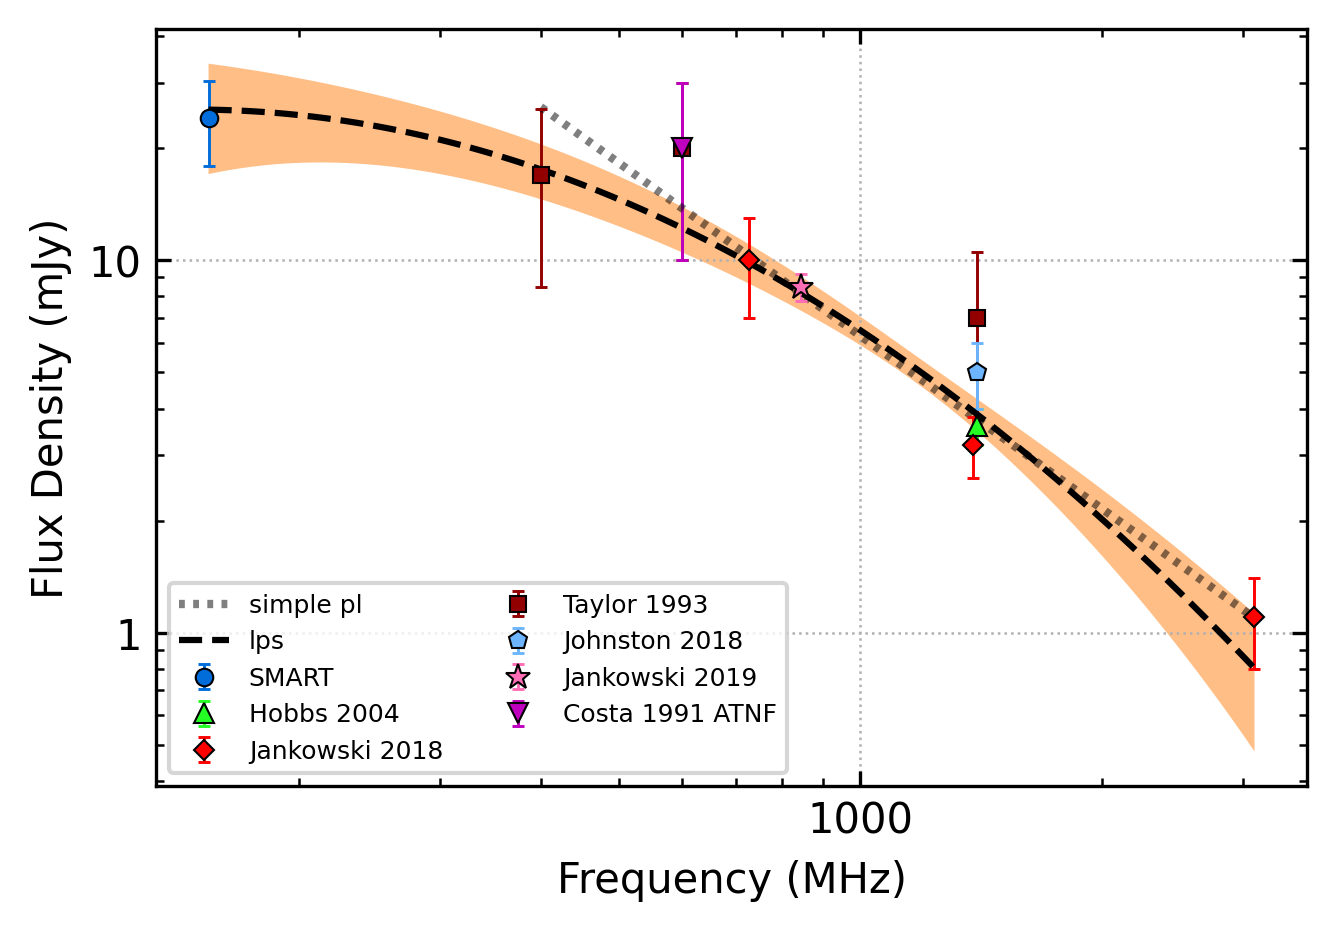 Flux Density (mJy)
10
1
simple pl
lps
SMART
Hobbs 2004
Jankowski 2018
Taylor 1993
Johnston 2018
Jankowski 2019
Costa 1991 ATNF
1000
Frequency (MHz)